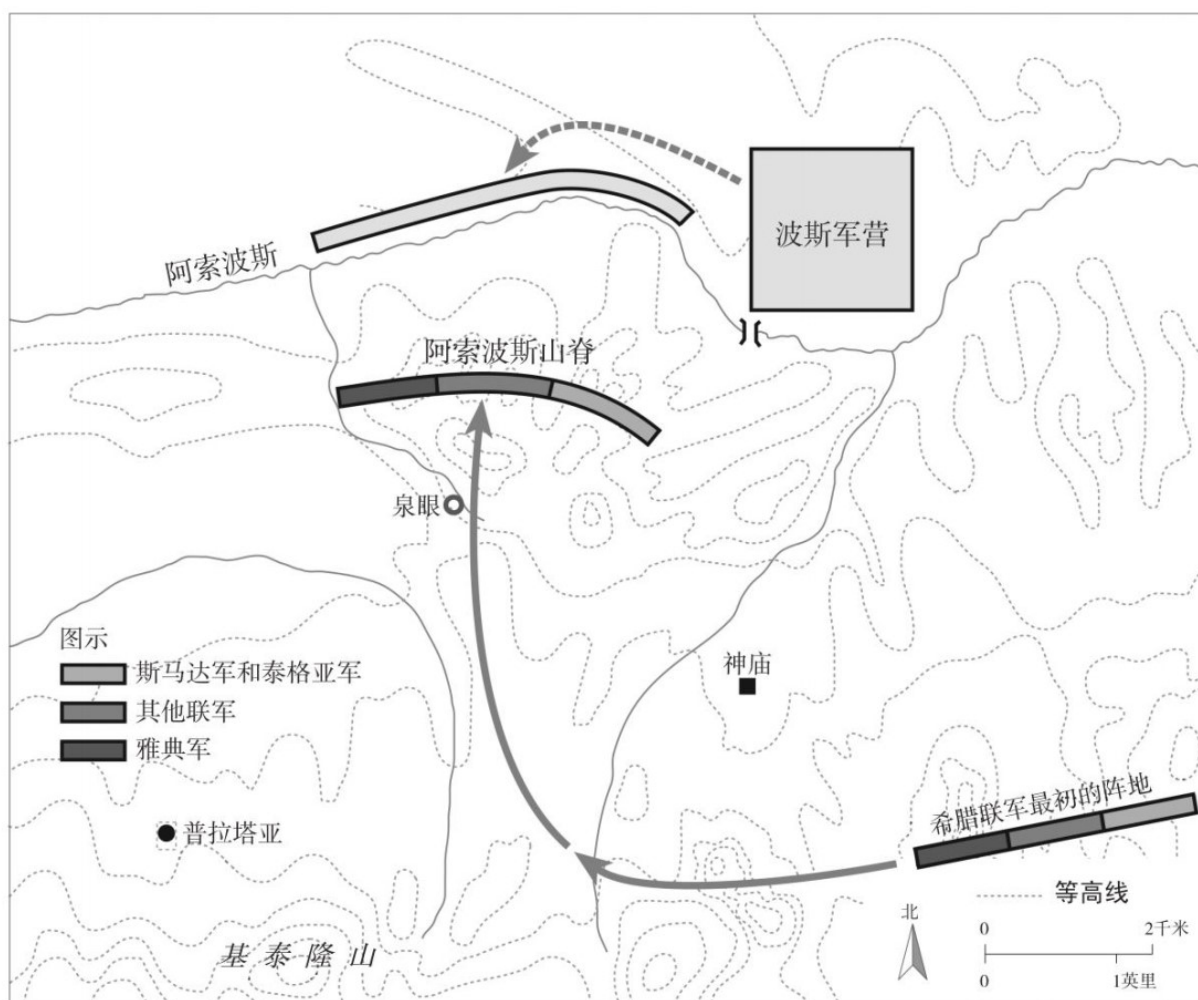 波斯军营
阿索波斯
阿索波斯山脊
泉眼
图示
斯马达军和泰格亚军
其他联军
雅典军
神庙
普拉塔亚
希腊联军最初的阵地
等高线
基泰隆山
北
0 2千米
0 1英里